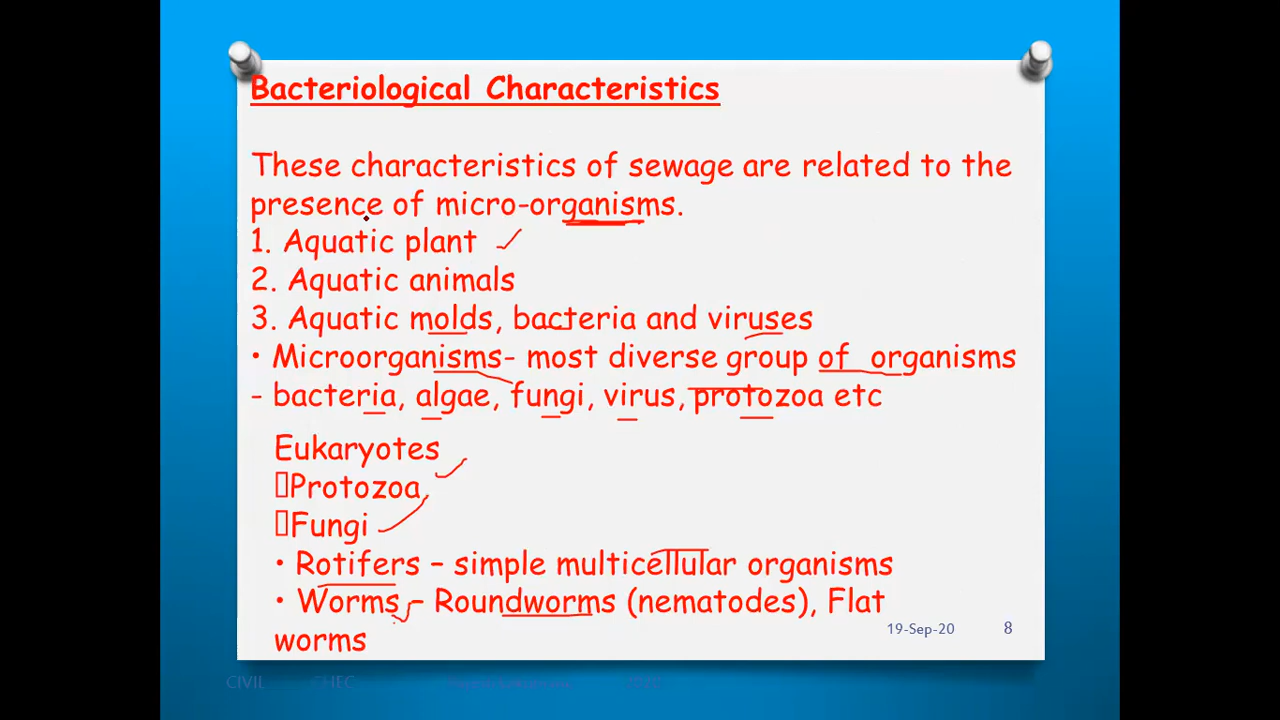 Bacteriological Characteristics
These characteristics of sewage are related to the
presence of micro-organisms.
1. Aquatic plant
2. Aquatic animals
3. Aquatic molds, bacteria and viruses
• Microorganisms- most diverse group of organisms
- bacteria, algae, fungi, virus, protozoa etc
Eukaryotes
Protozoa,
Fungi
• Rotifers – simple multicellular organisms
• Worms – Roundworms (nematodes), Flat
worms
19-Sep-20 8
CIVIL